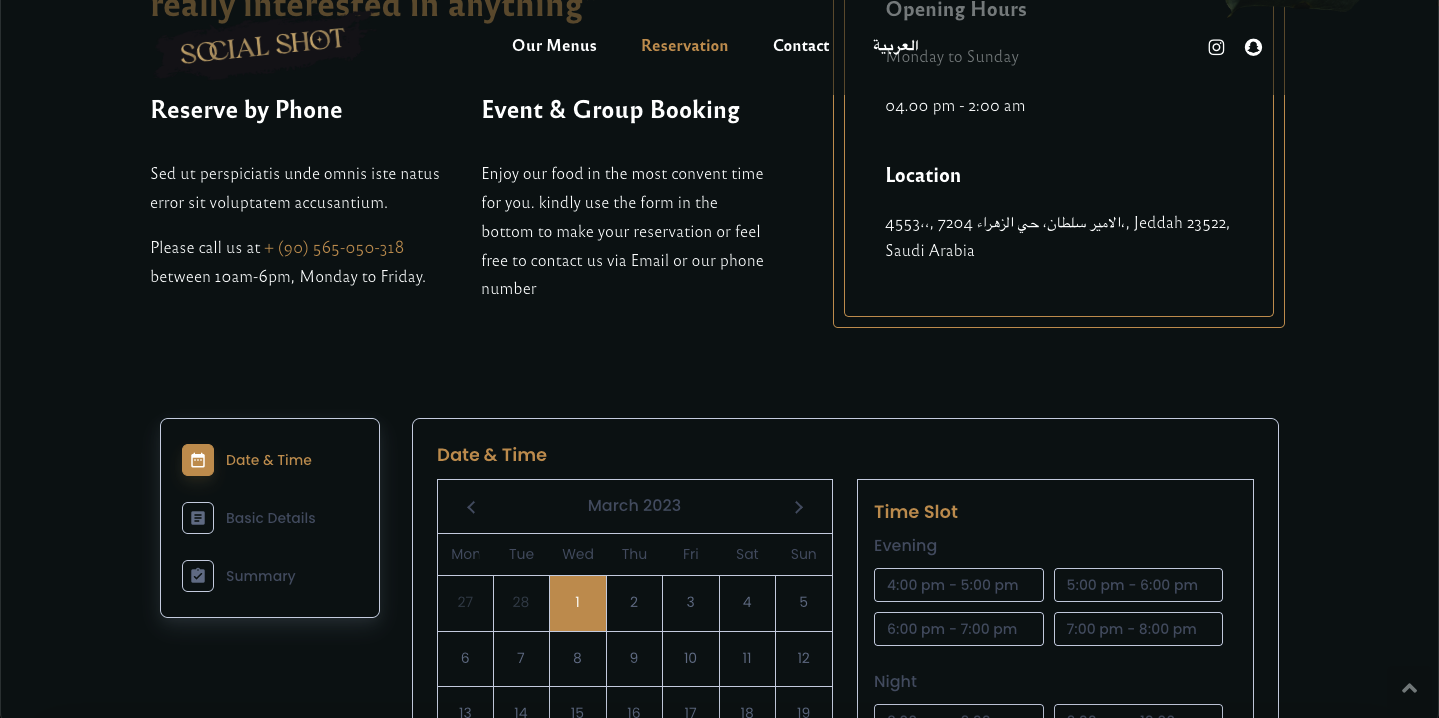 really interested in anything
SOCIAL SHOT
Our Menus
Reservation
Contact
العربية
Opening Hours
Monday to Sunday
04.00 pm - 2:00 am
Reserve by Phone
Sed ut perspiciatis unde omnis iste natus
error sit voluptatem accusantium.
Please call us at + (90) 565-050-318
between 10am-6pm, Monday to Friday.
Event & Group Booking
Enjoy our food in the most convent time
for you. kindly use the form in the
bottom to make your reservation or feel
free to contact us via Email or our phone
number
Location
4553،،, 7204 الامير سلطان، حي الزهراء،, Jeddah 23522,
Saudi Arabia
Date & Time
Basic Details
Summary
Date & Time
March 2023
Mon Tue Wed Thu Fri Sat Sun
27 28 1 2 3 4 5
6 7 8 9 10 11 12
13 14 15 16 17 18 19
Time Slot
Evening
4:00 pm - 5:00 pm
5:00 pm - 6:00 pm
6:00 pm - 7:00 pm
7:00 pm - 8:00 pm
Night